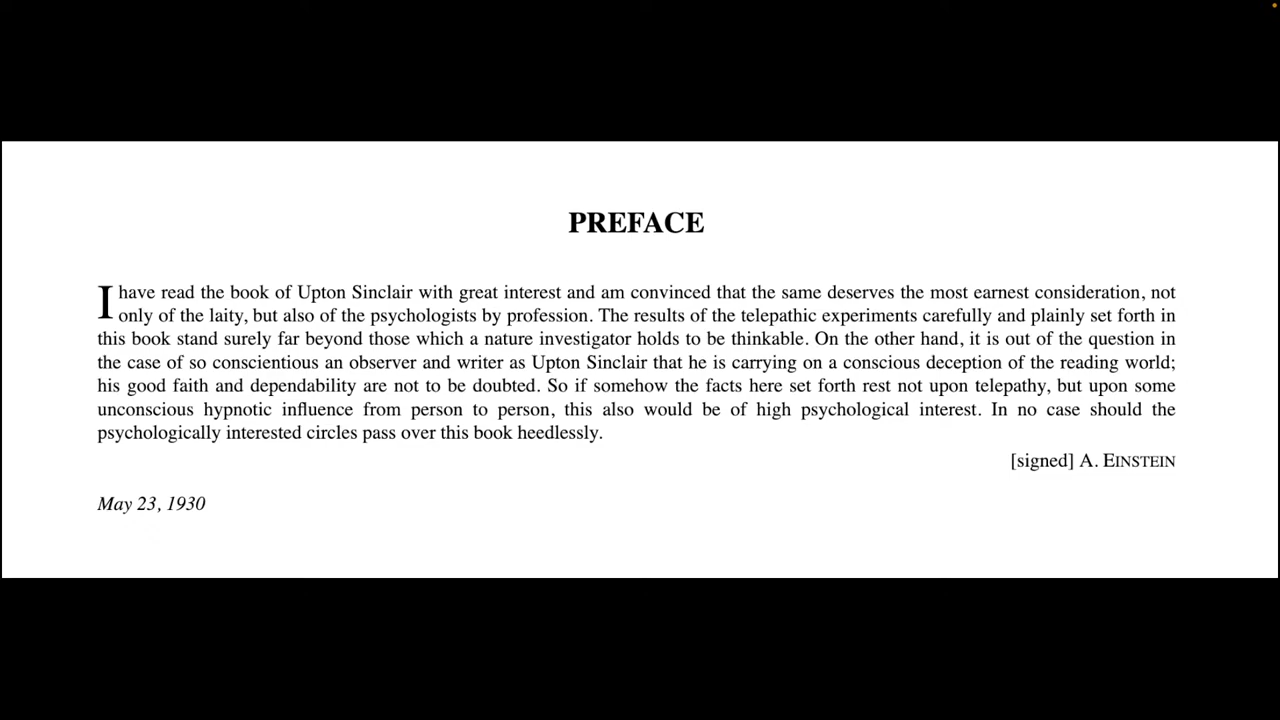 PREFACE
I have read the book of Upton Sinclair with great interest and am convinced that the same deserves the most earnest consideration, not
only of the laity, but also of the psychologists by profession. The results of the telepathic experiments carefully and plainly set forth in
this book stand surely far beyond those which a nature investigator holds to be thinkable. On the other hand, it is out of the question in
the case of so conscientious an observer and writer as Upton Sinclair that he is carrying on a conscious deception of the reading world;
his good faith and dependability are not to be doubted. So if somehow the facts here set forth rest not upon telepathy, but upon some
unconscious hypnotic influence from person to person, this also would be of high psychological interest. In no case should the
psychologically interested circles pass over this book heedlessly.
[signed] A. EINSTEIN
May 23, 1930